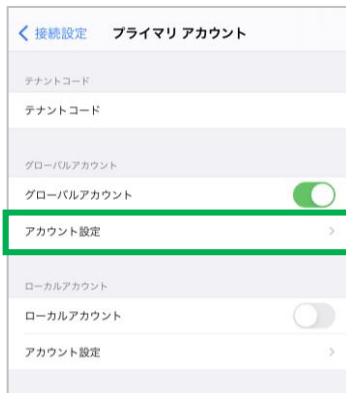 接続設定 プライマリ アカウント
テナントコード
テナントコード
グローバルアカウント
グローバルアカウント
アカウント設定
ローカルアカウント
ローカルアカウント
アカウント設定